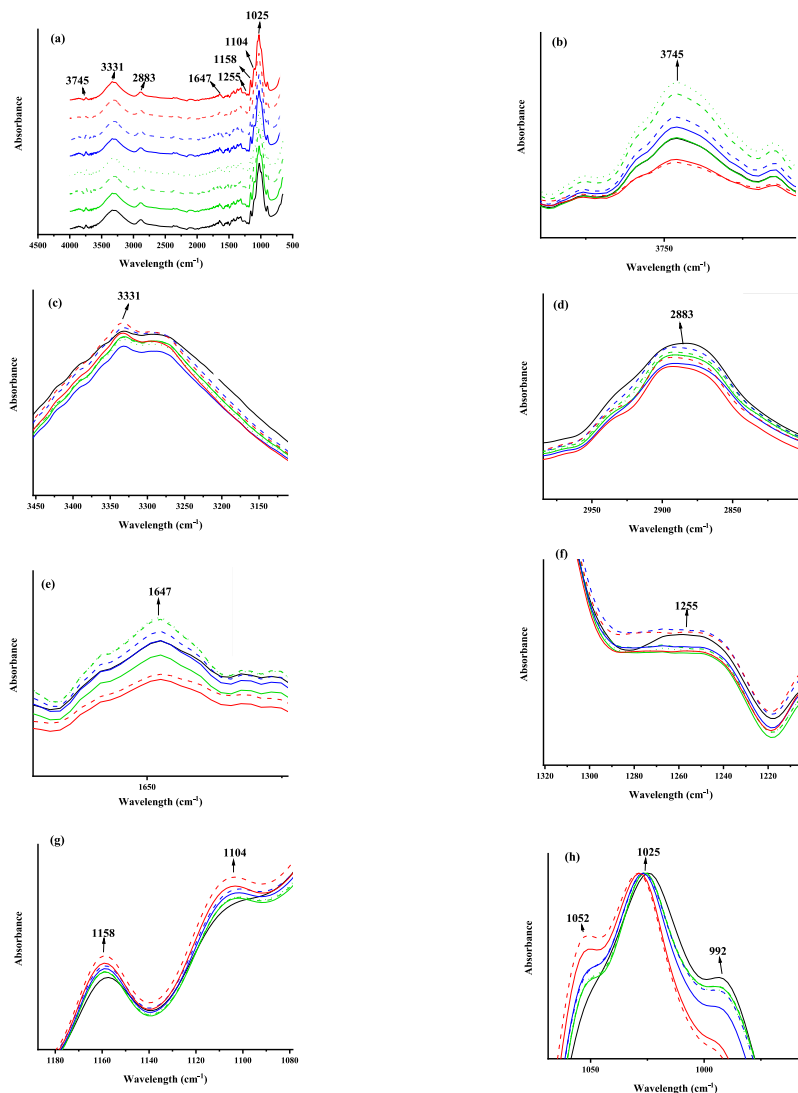 (a)
1025
1104
1158
1255
1647
2883
3331
3745
Absorbance
4500 4000 3500 3000 2500 2000 1500 1000 500
Wavelength (cm⁻¹)
(b)
3745
Absorbance
3750
Wavelength (cm⁻¹)
(c)
3331
Absorbance
3450 3400 3350 3300 3250 3200 3150
Wavelength (cm⁻¹)
(d)
2883
Absorbance
2950 2900 2850
Wavelength (cm⁻¹)
(e)
1647
Absorbance
1650
Wavelength (cm⁻¹)
(f)
1255
Absorbance
1320 1300 1280 1260 1240 1220
Wavelength (cm⁻¹)
(g)
1104
1158
Absorbance
1180 1160 1140 1120 1100 1080
Wavelength (cm⁻¹)
(h)
1025
1052
992
Absorbance
1050 1000
Wavelength (cm⁻¹)